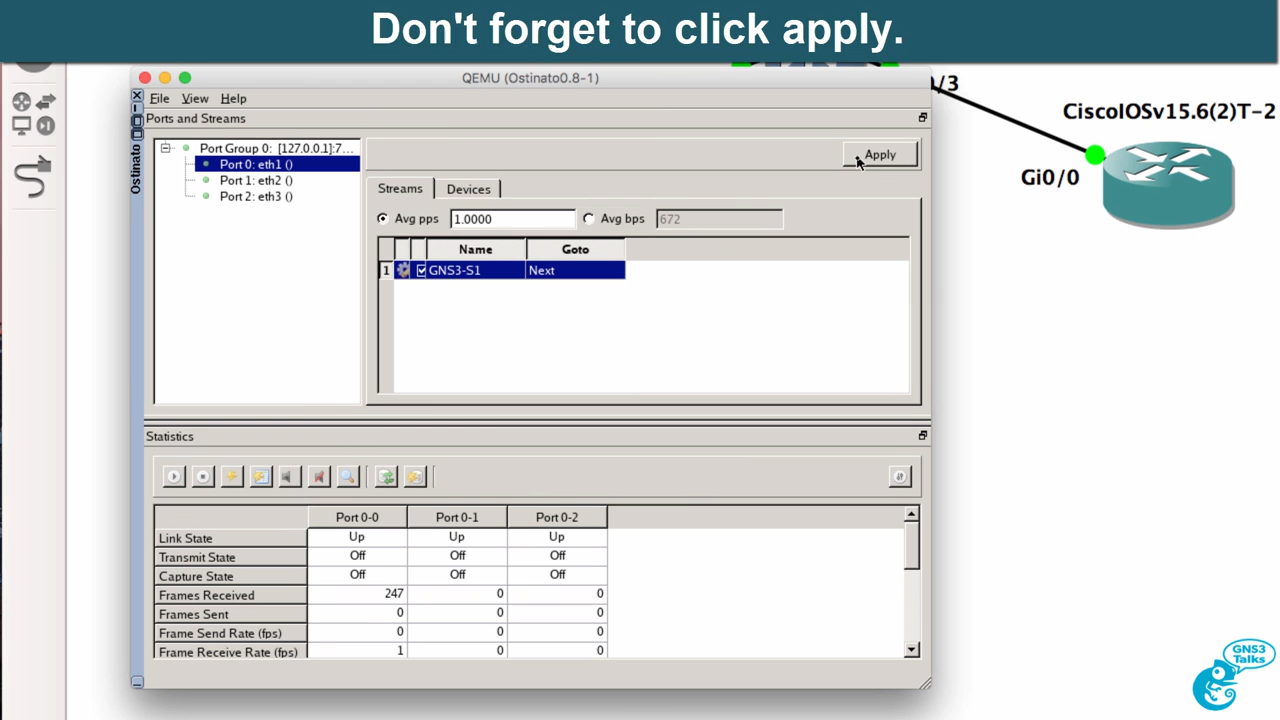 Don't forget to click apply.
QEMU (Ostinato0.8-1)
0/3
CiscoIOSv15.6(2)T-2
Gi0/0
File View Help
Ports and Streams
Ostinato
Port Group 0: [127.0.0.1]:7...
Port 0: eth1 ()
Port 1: eth2 ()
Port 2: eth3 ()
Apply
Streams Devices
Avg pps 1.0000 Avg bps 672
Name Goto
1 GNS3-S1 Next
Statistics
Port 0-0 Port 0-1 Port 0-2
Link State Up Up Up
Transmit State Off Off Off
Capture State Off Off Off
Frames Received 247 0 0
Frames Sent 0 0 0
Frame Send Rate (fps) 0 0 0
Frame Receive Rate (fps) 1 0 0
GNS3
Talks